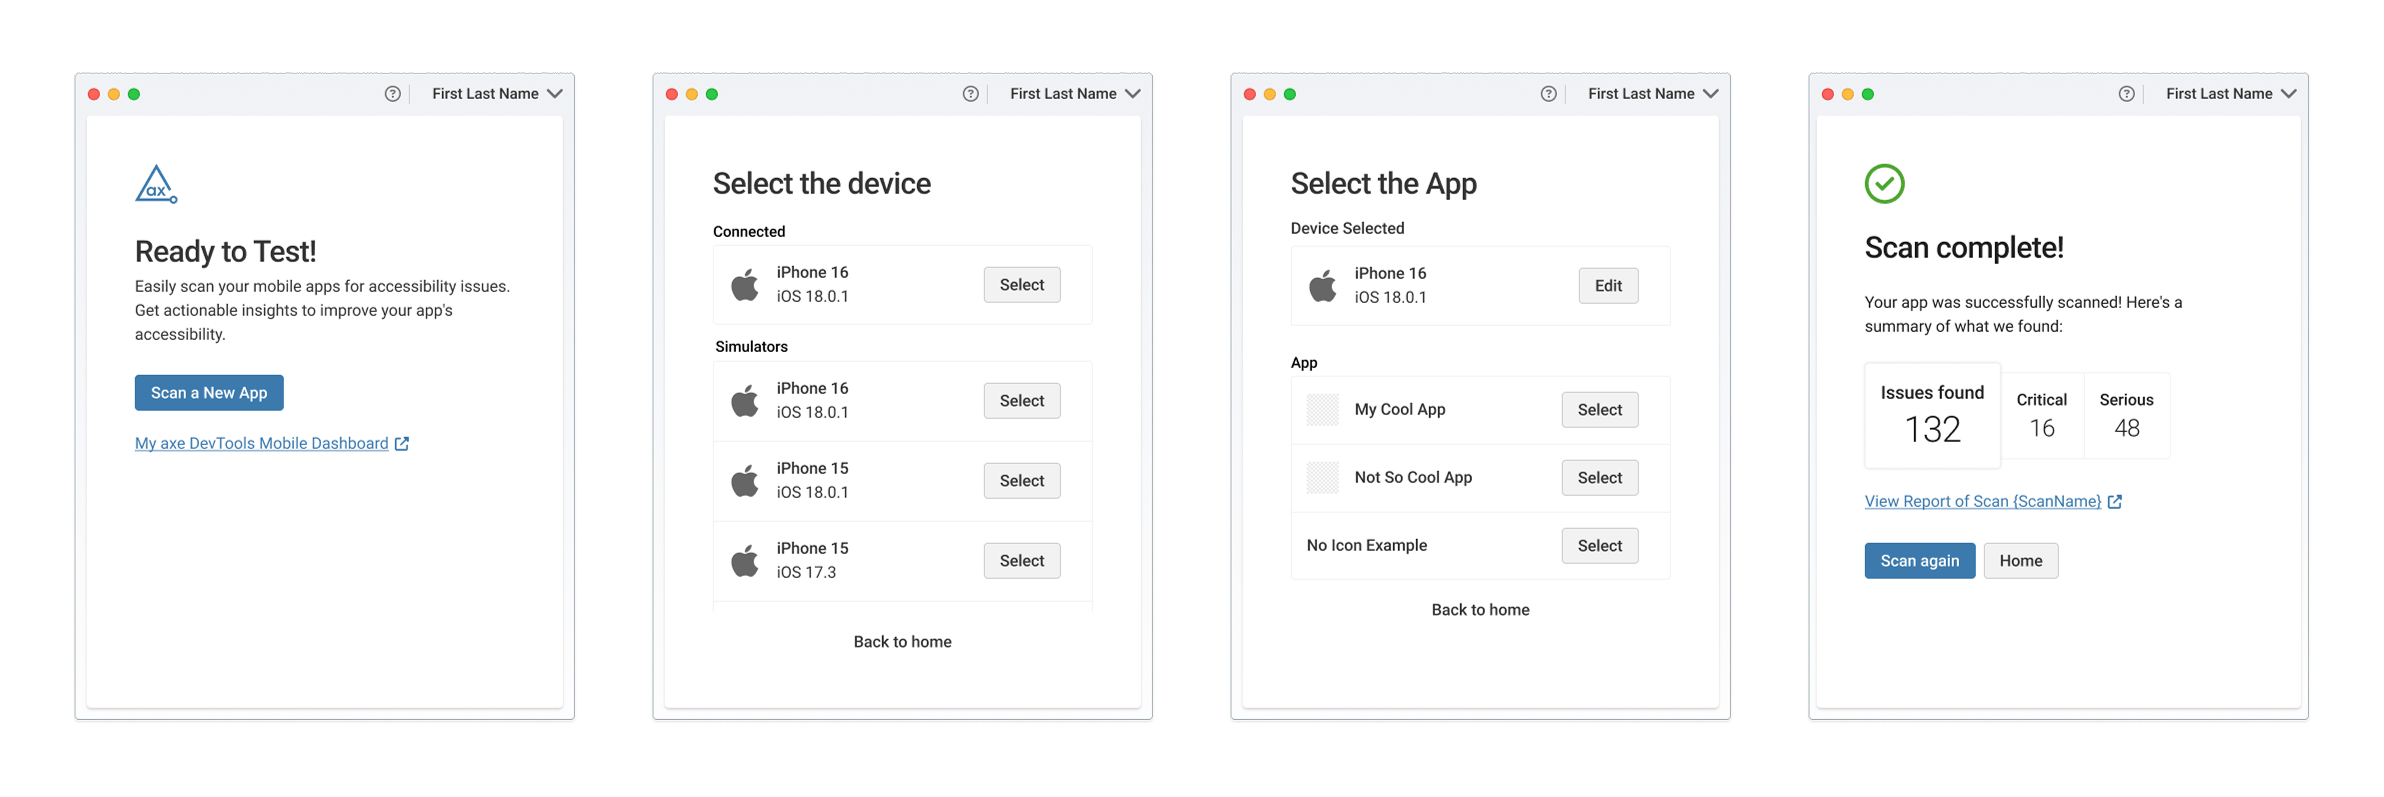 First Last Name
ax
Ready to Test!
Easily scan your mobile apps for accessibility issues.
Get actionable insights to improve your app's
accessibility.
Scan a New App
My axe DevTools Mobile Dashboard
First Last Name
Select the device
Connected
iPhone 16
iOS 18.0.1
Select
Simulators
iPhone 16
iOS 18.0.1
Select
iPhone 15
iOS 18.0.1
Select
iPhone 15
iOS 17.3
Select
Back to home
First Last Name
Select the App
Device Selected
iPhone 16
iOS 18.0.1
Edit
App
My Cool App
Select
Not So Cool App
Select
No Icon Example
Select
Back to home
First Last Name
Scan complete!
Your app was successfully scanned! Here's a
summary of what we found:
Issues found
132
Critical
16
Serious
48
View Report of Scan {ScanName}
Scan again
Home